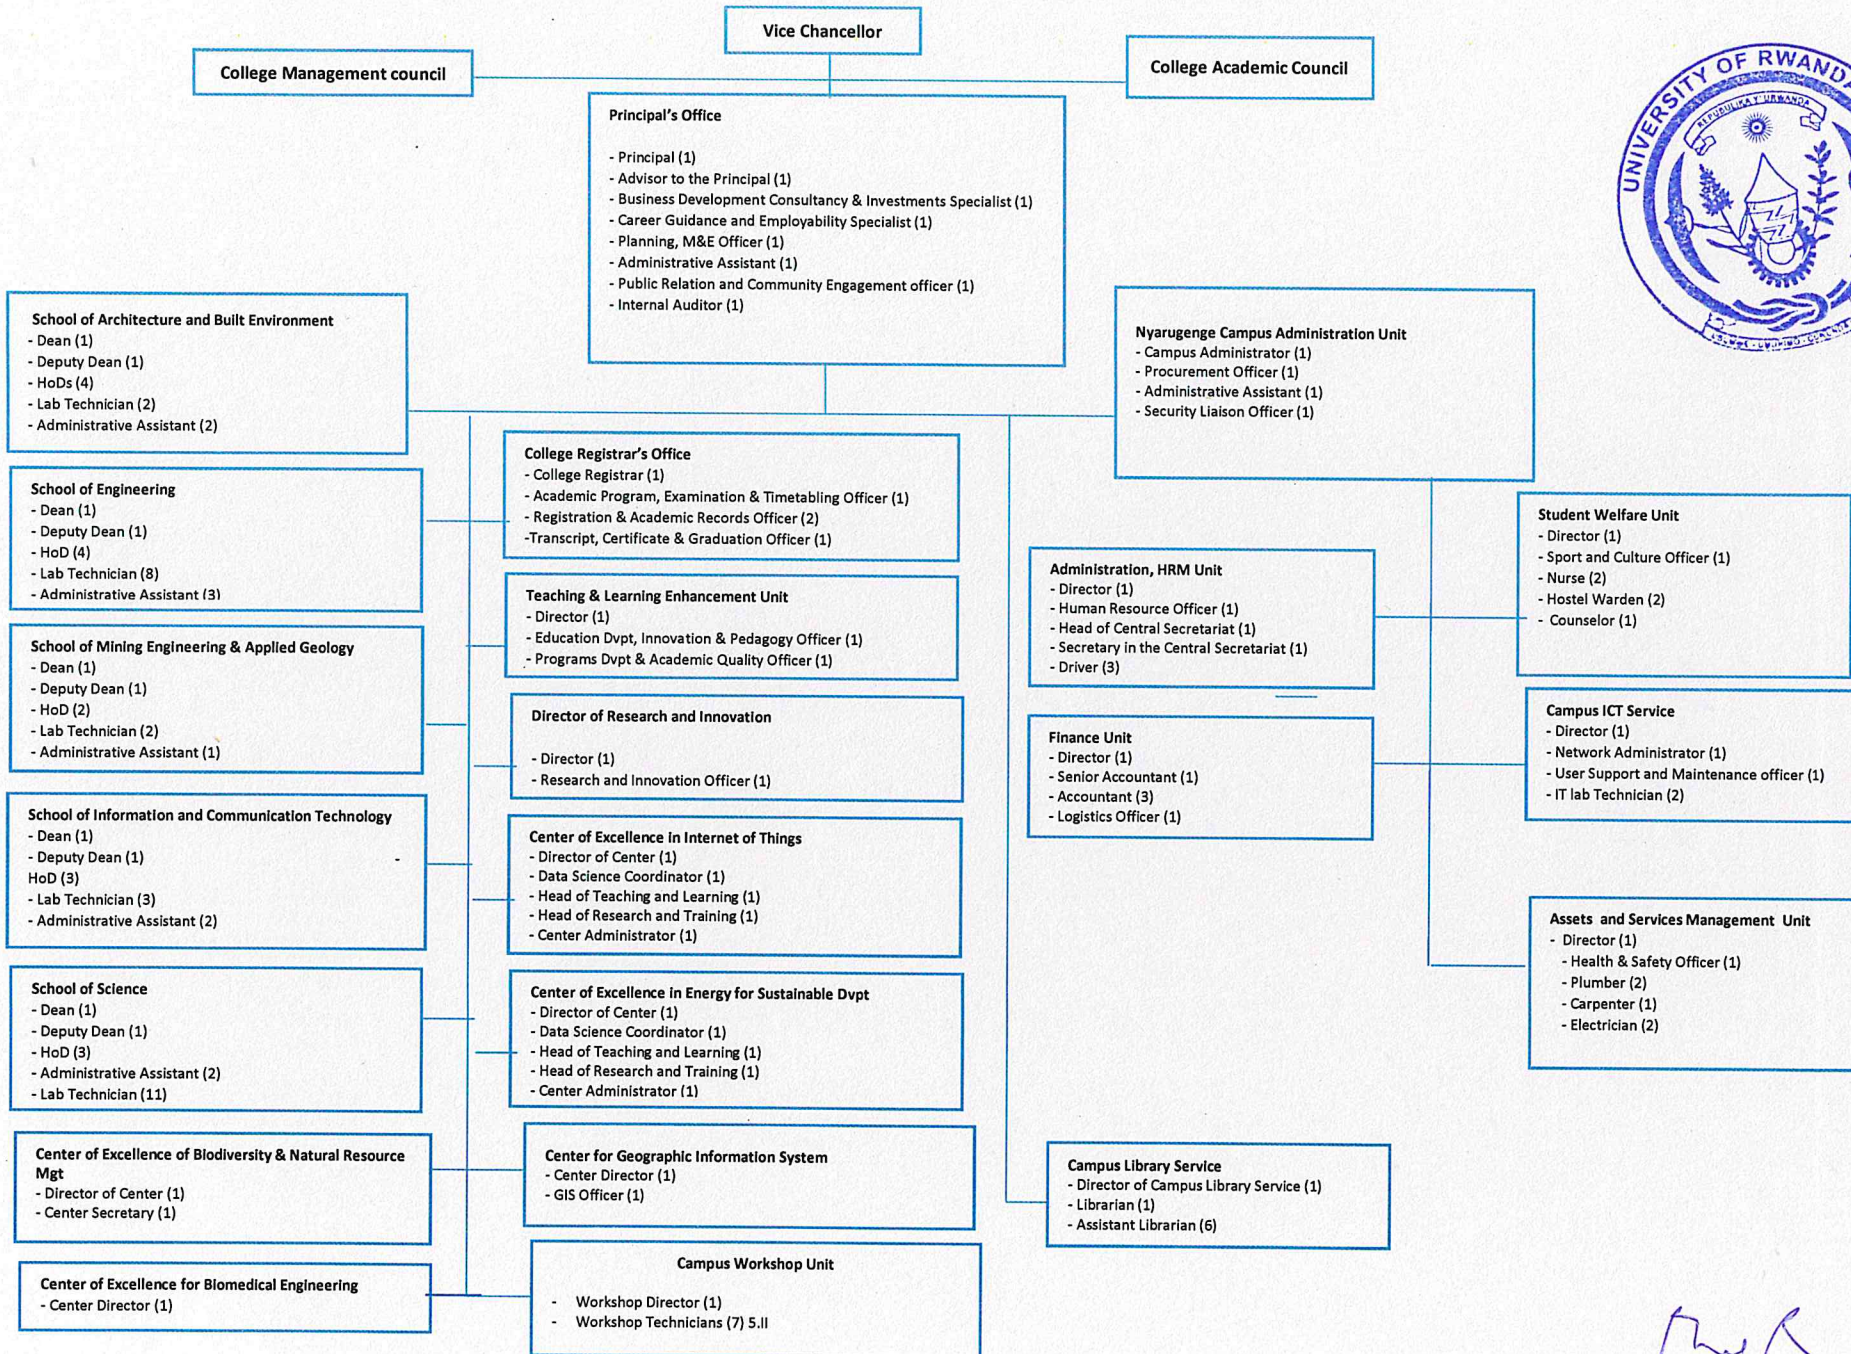 Vice Chancellor
College Management council
College Academic Council
UNIVERSITY OF RWANDA
REPUBULIKA Y'URWANDA
Principal's Office
- Principal (1)
- Advisor to the Principal (1)
- Business Development Consultancy & Investments Specialist (1)
- Career Guidance and Employability Specialist (1)
- Planning, M&E Officer (1)
- Administrative Assistant (1)
- Public Relation and Community Engagement officer (1)
- Internal Auditor (1)
School of Architecture and Built Environment
- Dean (1)
- Deputy Dean (1)
- HoDs (4)
- Lab Technician (2)
- Administrative Assistant (2)
Nyarugenge Campus Administration Unit
- Campus Administrator (1)
- Procurement Officer (1)
- Administrative Assistant (1)
- Security Liaison Officer (1)
School of Engineering
- Dean (1)
- Deputy Dean (1)
- HoD (4)
- Lab Technician (8)
- Administrative Assistant (3)
College Registrar's Office
- College Registrar (1)
- Academic Program, Examination & Timetabling Officer (1)
- Registration & Academic Records Officer (2)
-Transcript, Certificate & Graduation Officer (1)
Student Welfare Unit
- Director (1)
- Sport and Culture Officer (1)
- Nurse (2)
- Hostel Warden (2)
- Counselor (1)
Administration, HRM Unit
- Director (1)
- Human Resource Officer (1)
- Head of Central Secretariat (1)
- Secretary in the Central Secretariat (1)
- Driver (3)
Teaching & Learning Enhancement Unit
- Director (1)
- Education Dvpt, Innovation & Pedagogy Officer (1)
- Programs Dvpt & Academic Quality Officer (1)
School of Mining Engineering & Applied Geology
- Dean (1)
- Deputy Dean (1)
- HoD (2)
- Lab Technician (2)
- Administrative Assistant (1)
Director of Research and Innovation
- Director (1)
- Research and Innovation Officer (1)
Finance Unit
- Director (1)
- Senior Accountant (1)
- Accountant (3)
- Logistics Officer (1)
Campus ICT Service
- Director (1)
- Network Administrator (1)
- User Support and Maintenance officer (1)
- IT lab Technician (2)
School of Information and Communication Technology
- Dean (1)
- Deputy Dean (1)
HoD (3)
- Lab Technician (3)
- Administrative Assistant (2)
Center of Excellence in Internet of Things
- Director of Center (1)
- Data Science Coordinator (1)
- Head of Teaching and Learning (1)
- Head of Research and Training (1)
- Center Administrator (1)
Assets and Services Management Unit
- Director (1)
- Health & Safety Officer (1)
- Plumber (2)
- Carpenter (1)
- Electrician (2)
School of Science
- Dean (1)
- Deputy Dean (1)
- HoD (3)
- Administrative Assistant (2)
- Lab Technician (11)
Center of Excellence in Energy for Sustainable Dvpt
- Director of Center (1)
- Data Science Coordinator (1)
- Head of Teaching and Learning (1)
- Head of Research and Training (1)
- Center Administrator (1)
Center of Excellence of Biodiversity & Natural Resource
Mgt
- Director of Center (1)
- Center Secretary (1)
Center for Geographic Information System
- Center Director (1)
- GIS Officer (1)
Campus Library Service
- Director of Campus Library Service (1)
- Librarian (1)
- Assistant Librarian (6)
Center of Excellence for Biomedical Engineering
- Center Director (1)
Campus Workshop Unit
- Workshop Director (1)
- Workshop Technicians (7) 5.II